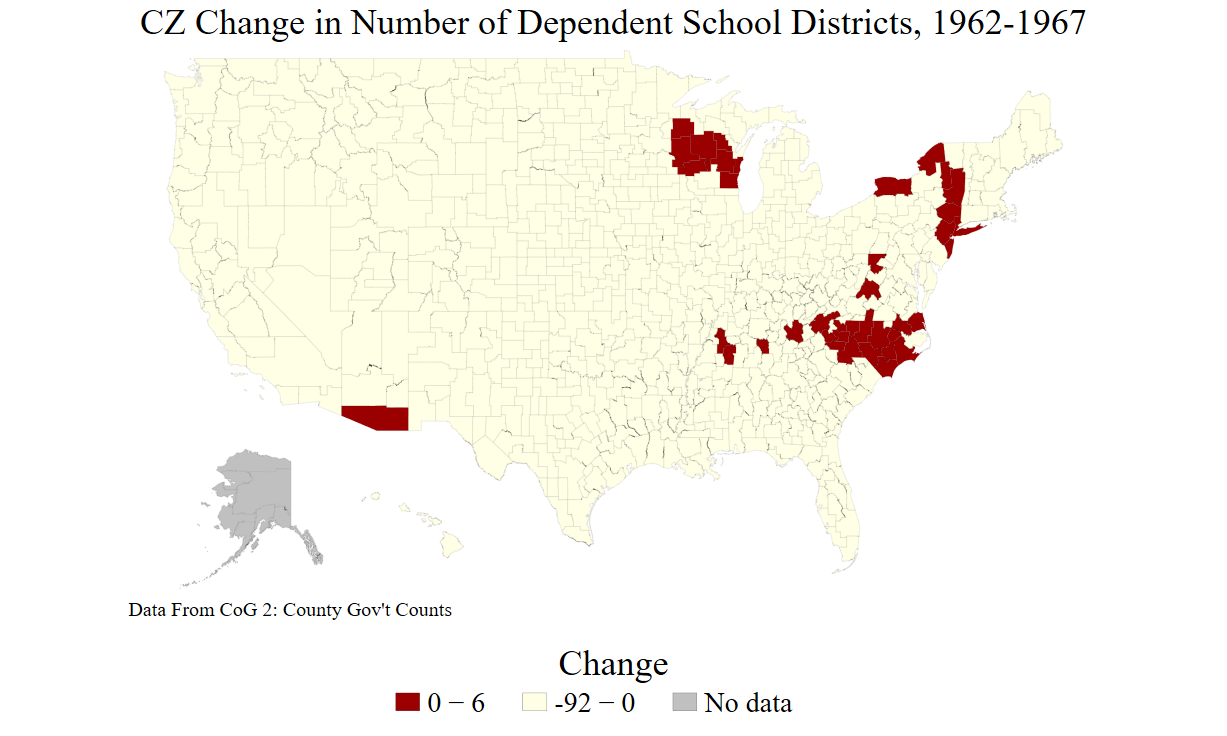 CZ Change in Number of Dependent School Districts, 1962-1967
Data From CoG 2: County Gov't Counts
Change
0 − 6 -92 − 0 No data